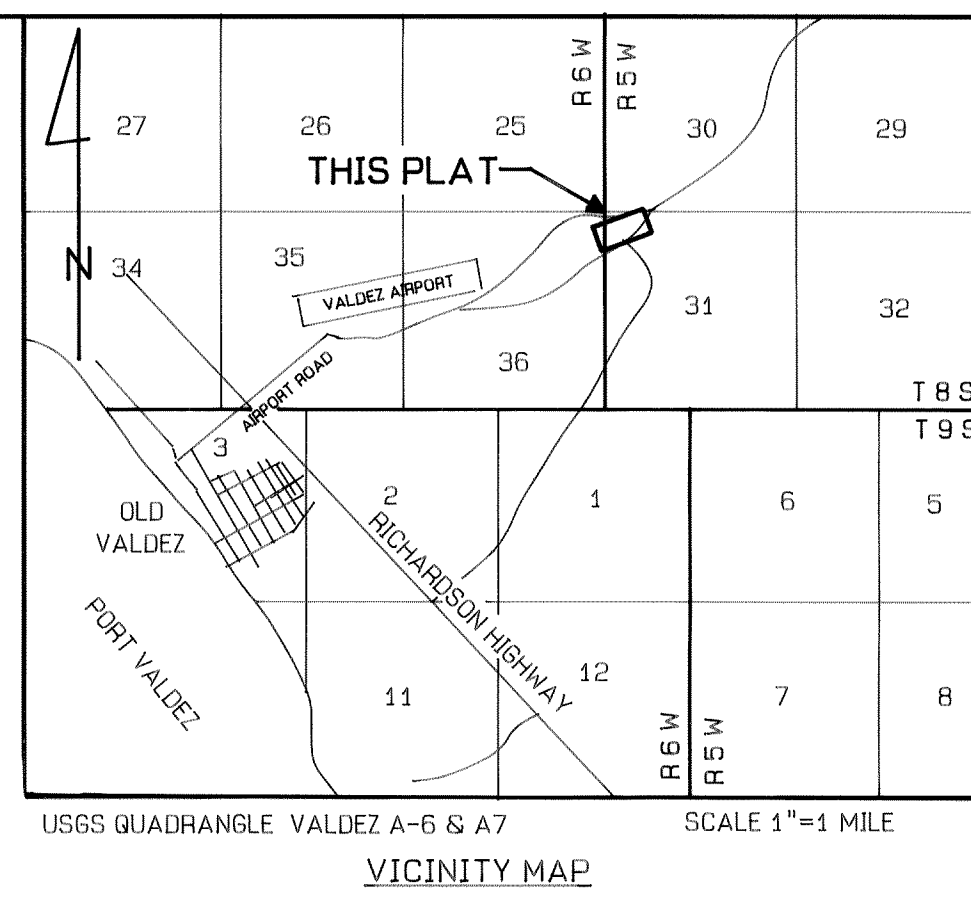 R6W
R5W
27
26
25
30
29
THIS PLAT
N
34
35
VALDEZ AIRPORT
31
32
36
AIRPORT ROAD
T8S
T9S
3
2
1
6
5
OLD
VALDEZ
RICHARDSON HIGHWAY
PORT VALDEZ
11
12
7
8
R6W
R5W
USGS QUADRANGLE VALDEZ A-6 & A7
SCALE 1"=1 MILE
VICINITY MAP